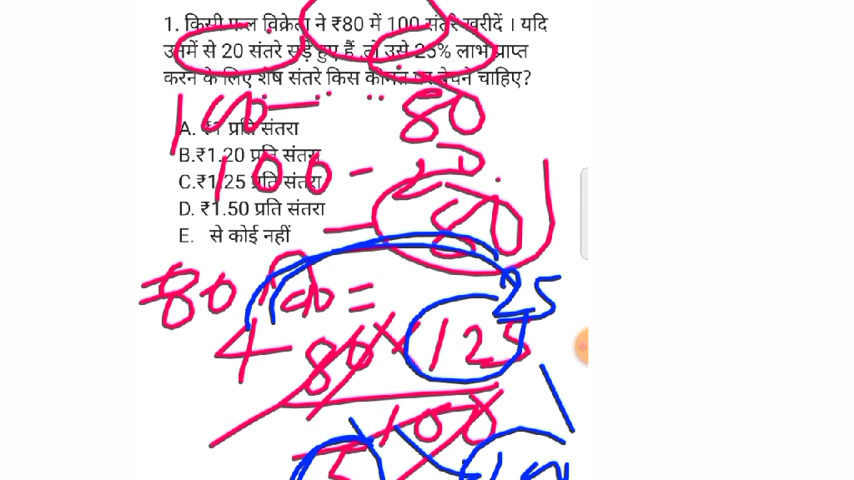 1. किसी फल विक्रेता ने ₹80 में 100 संतरे खरीदें । यदि
उनमें से 20 संतरे सड़े हुए हैं तो उसे 25% लाभ प्राप्त
करने के लिए शेष संतरे किस कीमत पर बेचने चाहिए?
100 — 80
A. ₹1 प्रति संतरा
B.₹1.20 प्रति संतरा
100 - 20
C.₹1.25 प्रति संतरा
D. ₹1.50 प्रति संतरा
80
E. से कोई नहीं
80 =
25
4 80 × 125
100
5